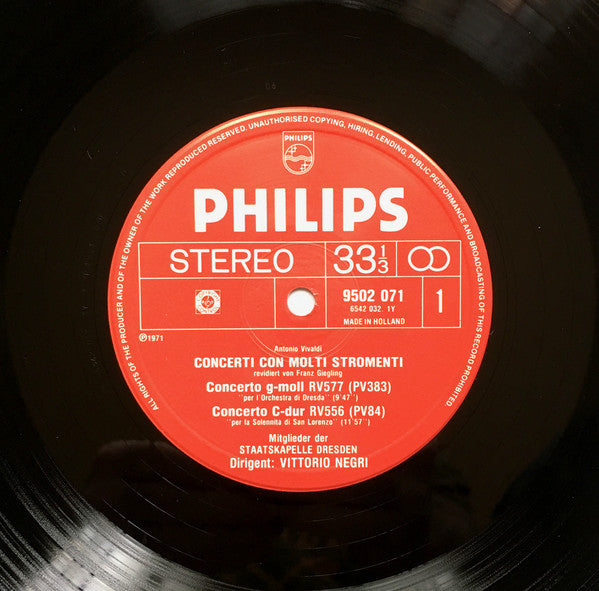 ALL RIGHTS OF THE PRODUCER AND OF THE OWNER OF THE WORK REPRODUCED RESERVED. UNAUTHORISED COPYING, HIRING, LENDING, PUBLIC PERFORMANCE AND BROADCASTING OF THIS RECORD PROHIBITED.
PHILIPS
PHILIPS
STEREO 33 1/3
9502 071
6542 032. 1Y
MADE IN HOLLAND
1
℗1971
Antonio Vivaldi
CONCERTI CON MOLTI STROMENTI
revidiert von Franz Giegling
Concerto g-moll RV577 (PV383)
"per l'Orchestra di Dresda" (9'47")
Concerto C-dur RV556 (PV84)
"per la Solennità di San Lorenzo" (11'57")
Mitglieder der
STAATSKAPELLE DRESDEN
Dirigent: VITTORIO NEGRI